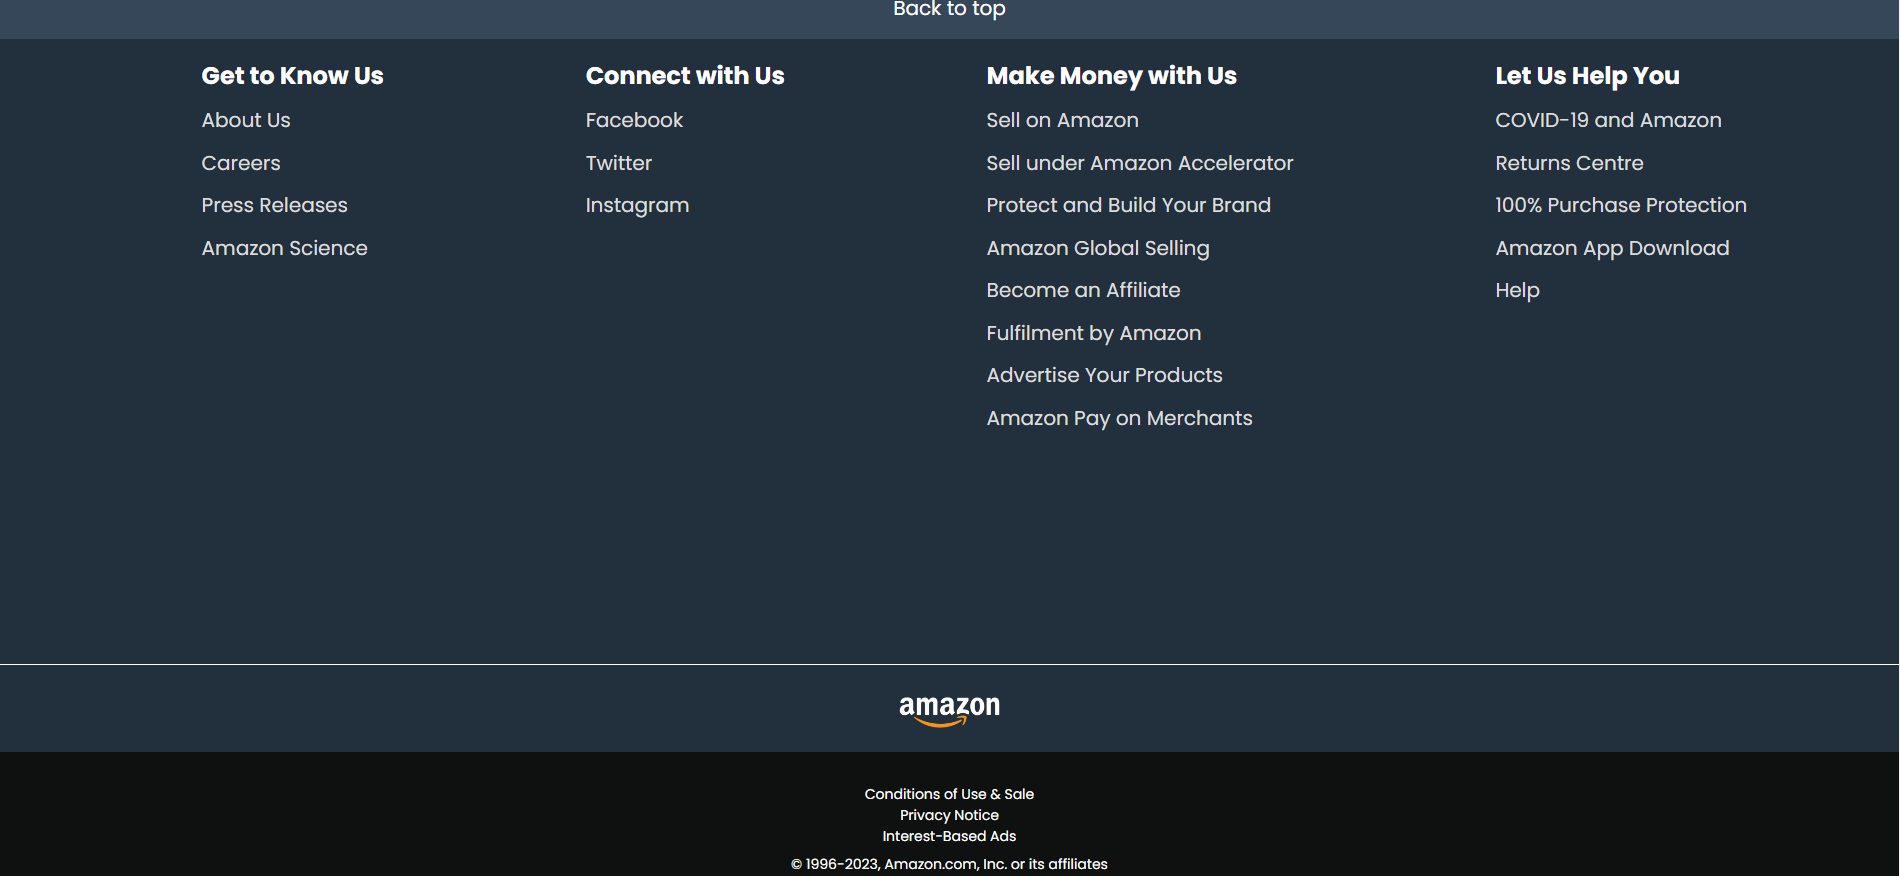 Back to top
Get to Know Us
About Us
Careers
Press Releases
Amazon Science
Connect with Us
Facebook
Twitter
Instagram
Make Money with Us
Sell on Amazon
Sell under Amazon Accelerator
Protect and Build Your Brand
Amazon Global Selling
Become an Affiliate
Fulfilment by Amazon
Advertise Your Products
Amazon Pay on Merchants
Let Us Help You
COVID-19 and Amazon
Returns Centre
100% Purchase Protection
Amazon App Download
Help
amazon
Conditions of Use & Sale
Privacy Notice
Interest-Based Ads
© 1996-2023, Amazon.com, Inc. or its affiliates